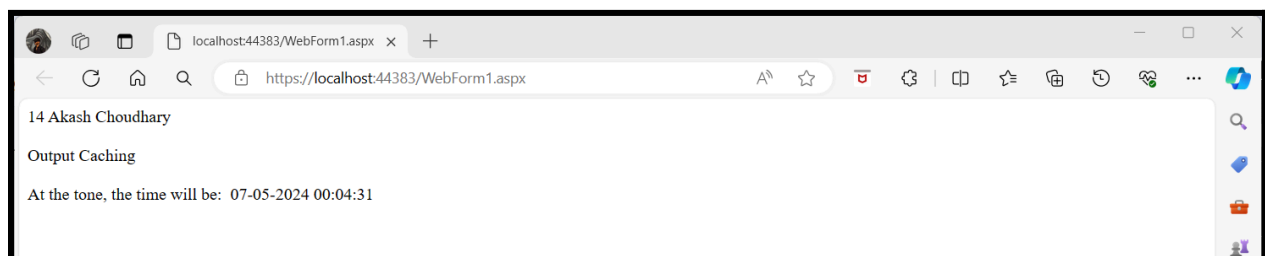 localhost:44383/WebForm1.aspx
https://localhost:44383/WebForm1.aspx
14 Akash Choudhary
Output Caching
At the tone, the time will be: 07-05-2024 00:04:31